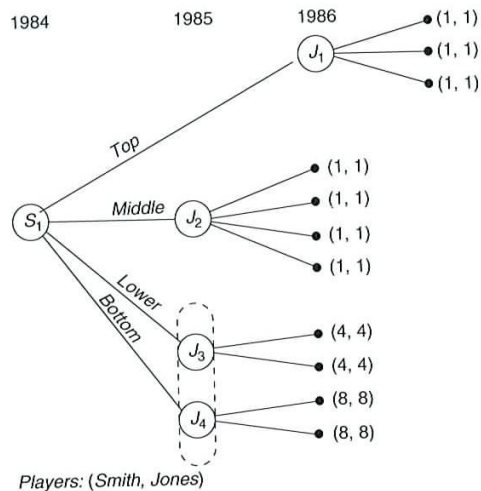 1984 1985 1986
(1, 1)
J1 (1, 1)
(1, 1)
Top
(1, 1)
(1, 1)
S1 Middle J2
(1, 1)
(1, 1)
Lower
Bottom
(4, 4)
J3
(4, 4)
(8, 8)
J4
(8, 8)
Players: (Smith, Jones)